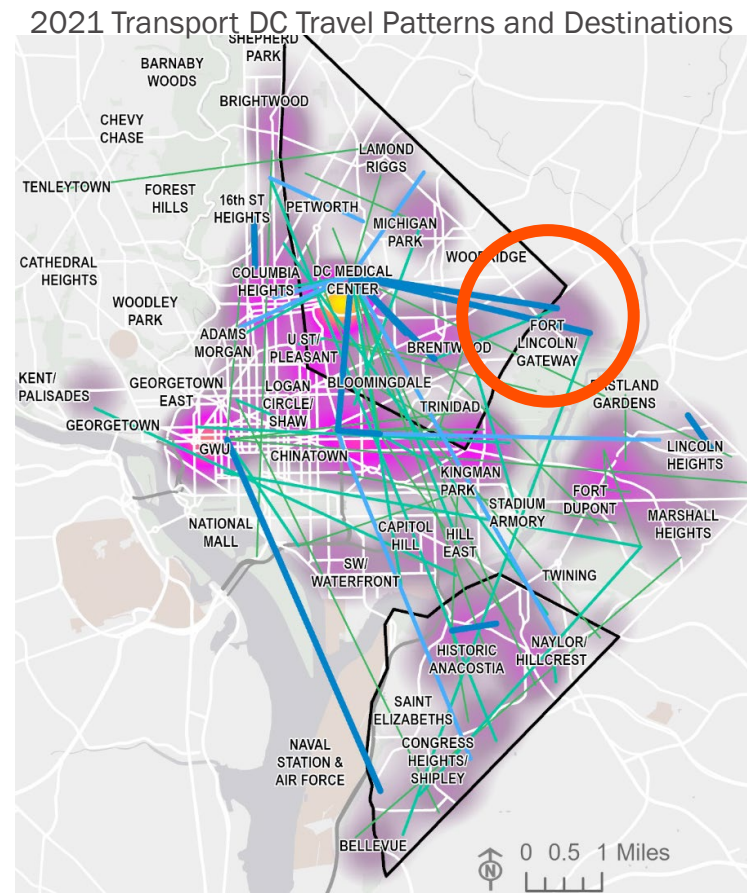 2021 Transport DC Travel Patterns and Destinations
SHEPHERD
PARK
BARNABY
WOODS
BRIGHTWOOD
CHEVY
CHASE
LAMOND
RIGGS
TENLEYTOWN
FOREST
HILLS
16th ST
HEIGHTS
PETWORTH
MICHIGAN
PARK
WOODRIDGE
CATHEDRAL
HEIGHTS
COLUMBIA
HEIGHTS
DC MEDICAL
CENTER
WOODLEY
PARK
ADAMS
MORGAN
U ST/
PLEASANT
BRENTWOOD
FORT
LINCOLN/
GATEWAY
KENT/
PALISADES
GEORGETOWN
EAST
LOGAN
CIRCLE/
SHAW
BLOOMINGDALE
TRINIDAD
EASTLAND
GARDENS
GEORGETOWN
GWU
CHINATOWN
LINCOLN
HEIGHTS
KINGMAN
PARK
FORT
DUPONT
STADIUM
ARMORY
MARSHALL
HEIGHTS
NATIONAL
MALL
CAPITOL
HILL
HILL
EAST
SW/
WATERFRONT
TWINING
HISTORIC
ANACOSTIA
NAYLOR/
HILLCREST
SAINT
ELIZABETHS
NAVAL
STATION &
AIR FORCE
CONGRESS
HEIGHTS/
SHIPLEY
BELLEVUE
N
0 0.5 1 Miles